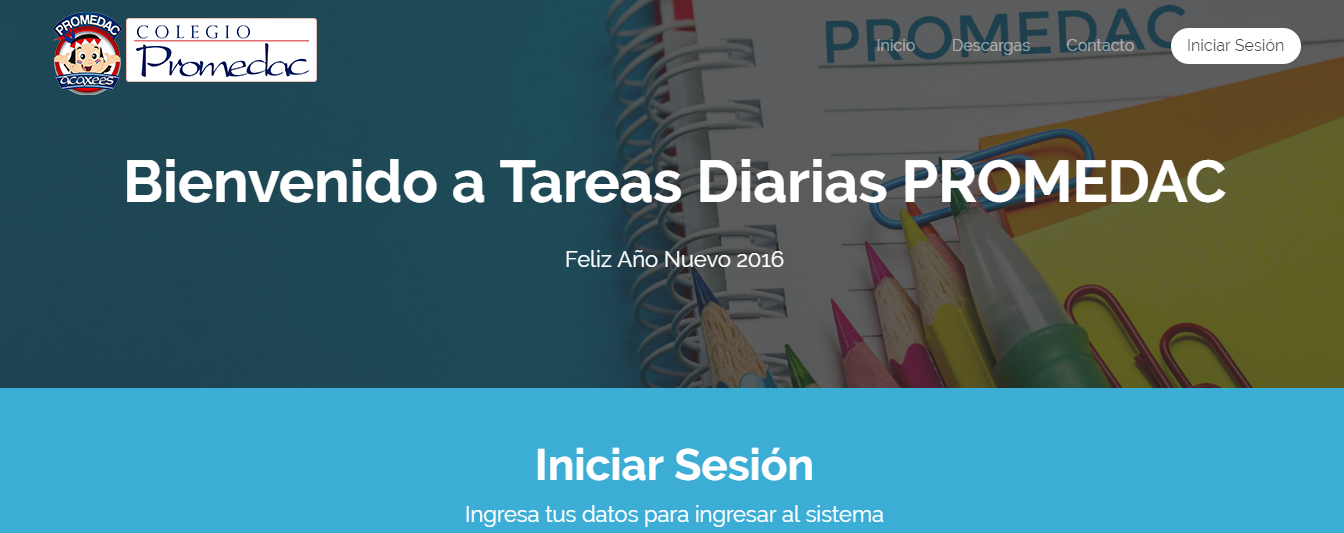 PROMEDAC
acaxees
COLEGIO
Promedac
PROMEDAC
Inicio
Descargas
Contacto
Iniciar Sesión
Bienvenido a Tareas Diarias PROMEDAC
Feliz Año Nuevo 2016
Iniciar Sesión
Ingresa tus datos para ingresar al sistema